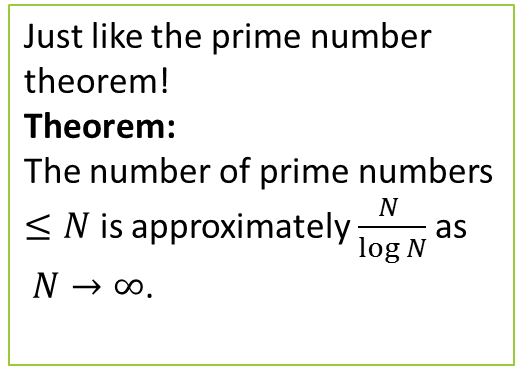 Just like the prime number
theorem!
Theorem:
The number of prime numbers
≤ N is approximately N/log N as
N → ∞.